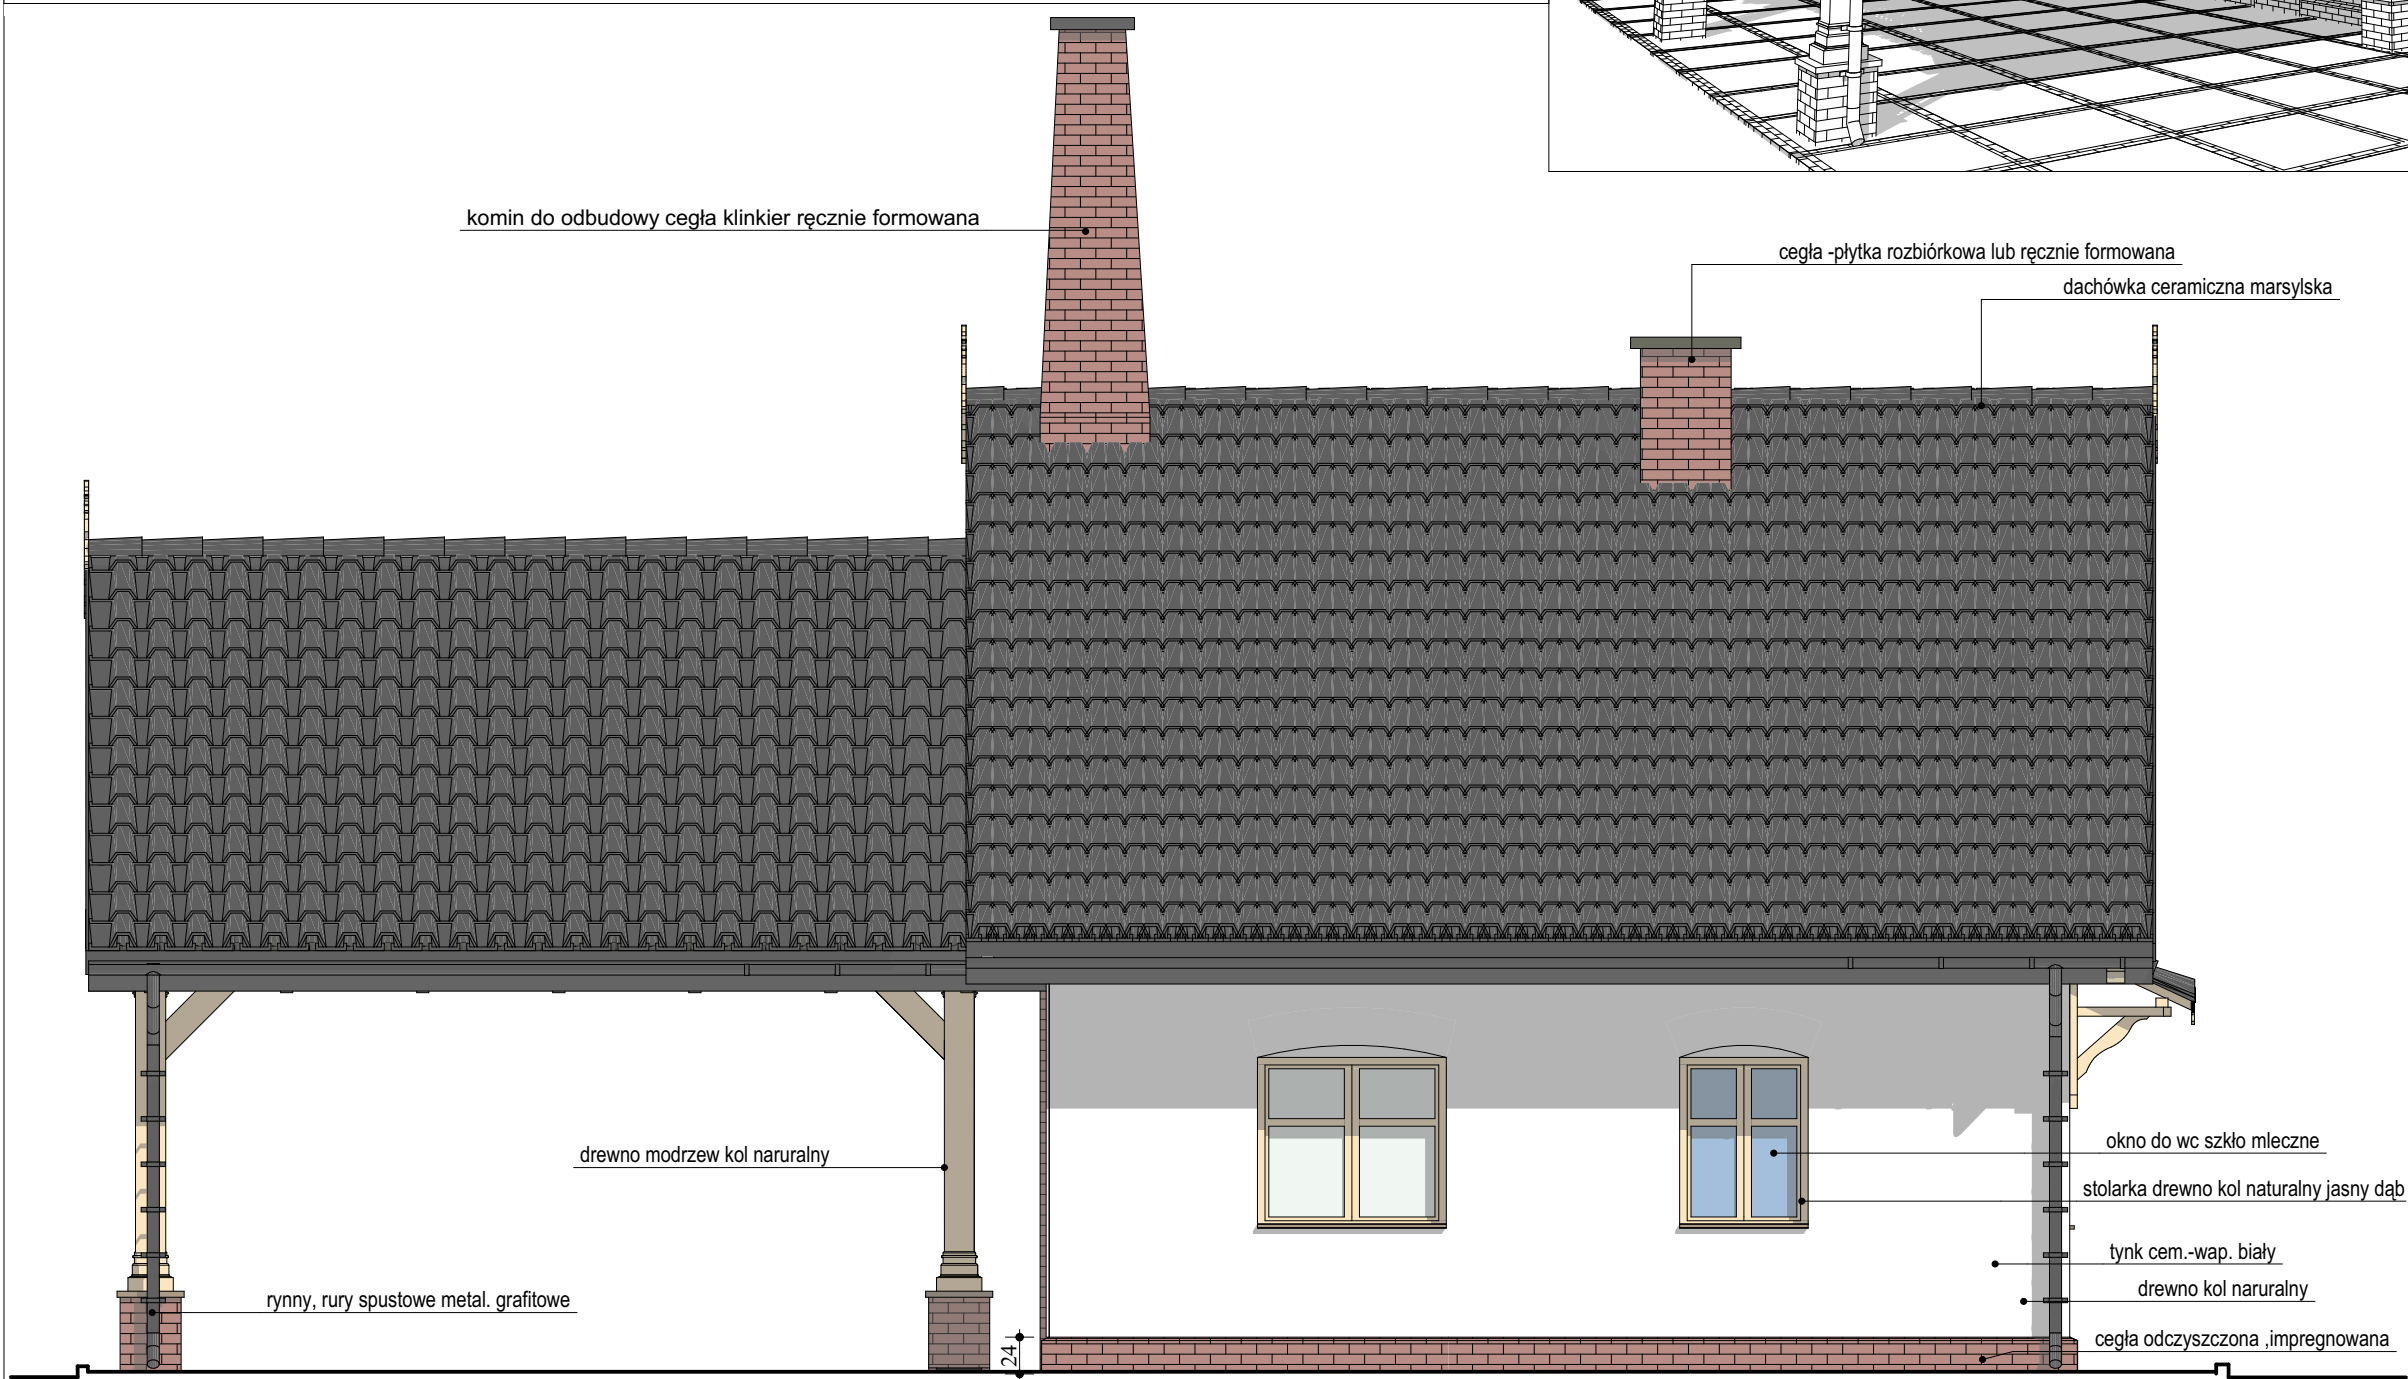 komin do odbudowy cegła klinkier ręcznie formowana
cegła -płytka rozbiórkowa lub ręcznie formowana
dachówka ceramiczna marsylska
drewno modrzew kol naruralny
okno do wc szkło mleczne
stolarka drewno kol naturalny jasny dąb
tynk cem.-wap. biały
drewno kol naruralny
rynny, rury spustowe metal. grafitowe
cegła odczyszczona ,impregnowana
24